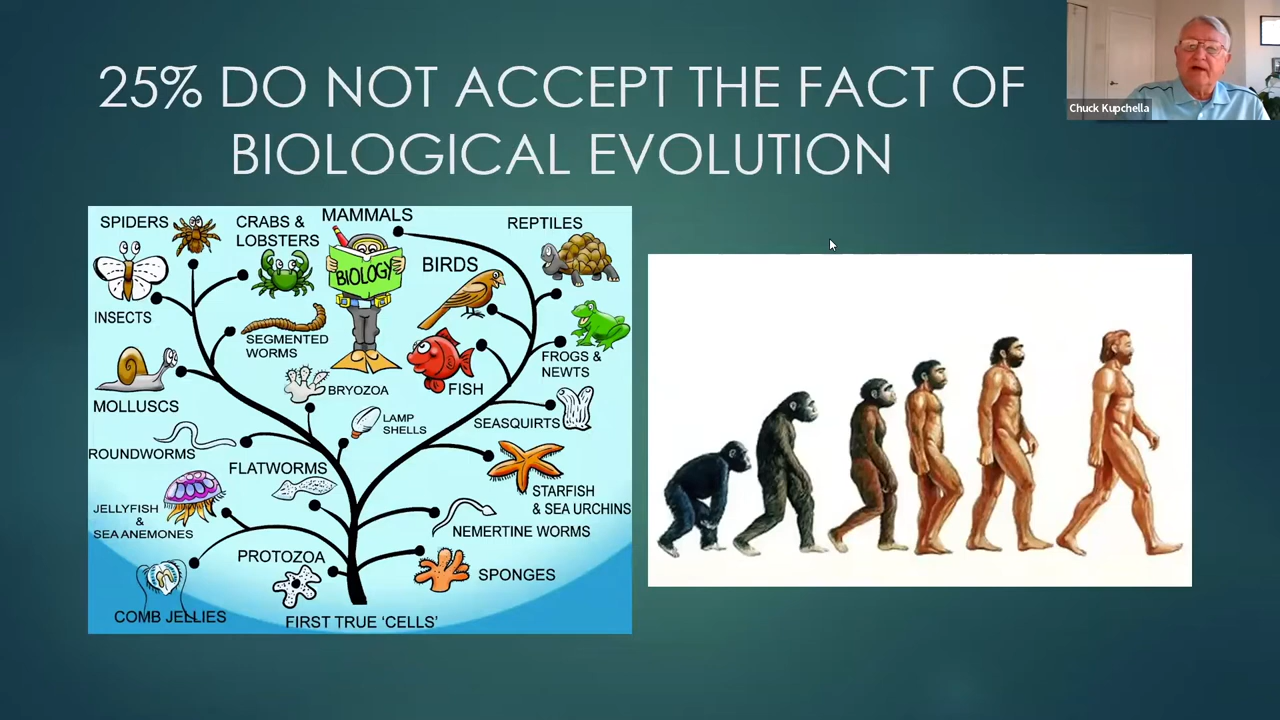 25% DO NOT ACCEPT THE FACT OF
BIOLOGICAL EVOLUTION
Chuck Kupchella
SPIDERS
CRABS &
LOBSTERS
MAMMALS
REPTILES
BIOLOGY
BIRDS
INSECTS
SEGMENTED
WORMS
FROGS &
NEWTS
FISH
BRYOZOA
MOLLUSCS
LAMP
SHELLS
SEASQUIRTS
ROUNDWORMS
FLATWORMS
STARFISH
& SEA URCHINS
JELLYFISH
&
SEA ANEMONES
NEMERTINE WORMS
PROTOZOA
SPONGES
COMB JELLIES
FIRST TRUE 'CELLS'